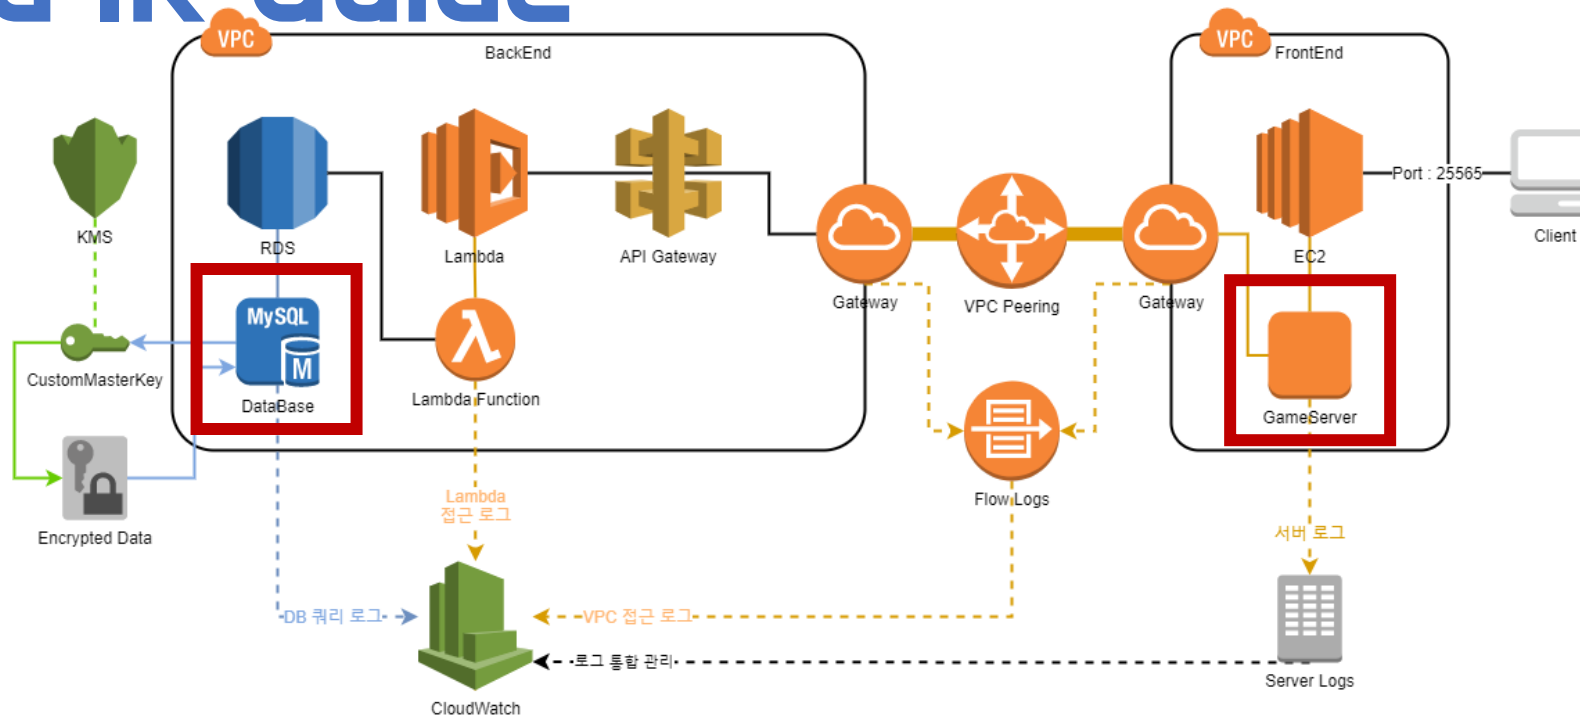 Guide
VPC
BackEnd
VPC
FrontEnd
KMS
RDS
Lambda
API Gateway
Gateway
VPC Peering
Gateway
EC2
Port : 25565
Client
MySQL
M
DataBase
CustomMasterKey
Lambda Function
GameServer
Encrypted Data
Lambda
접근 로그
Flow Logs
서버 로그
DB 쿼리 로그
VPC 접근 로그
로그 통합 관리
CloudWatch
Server Logs